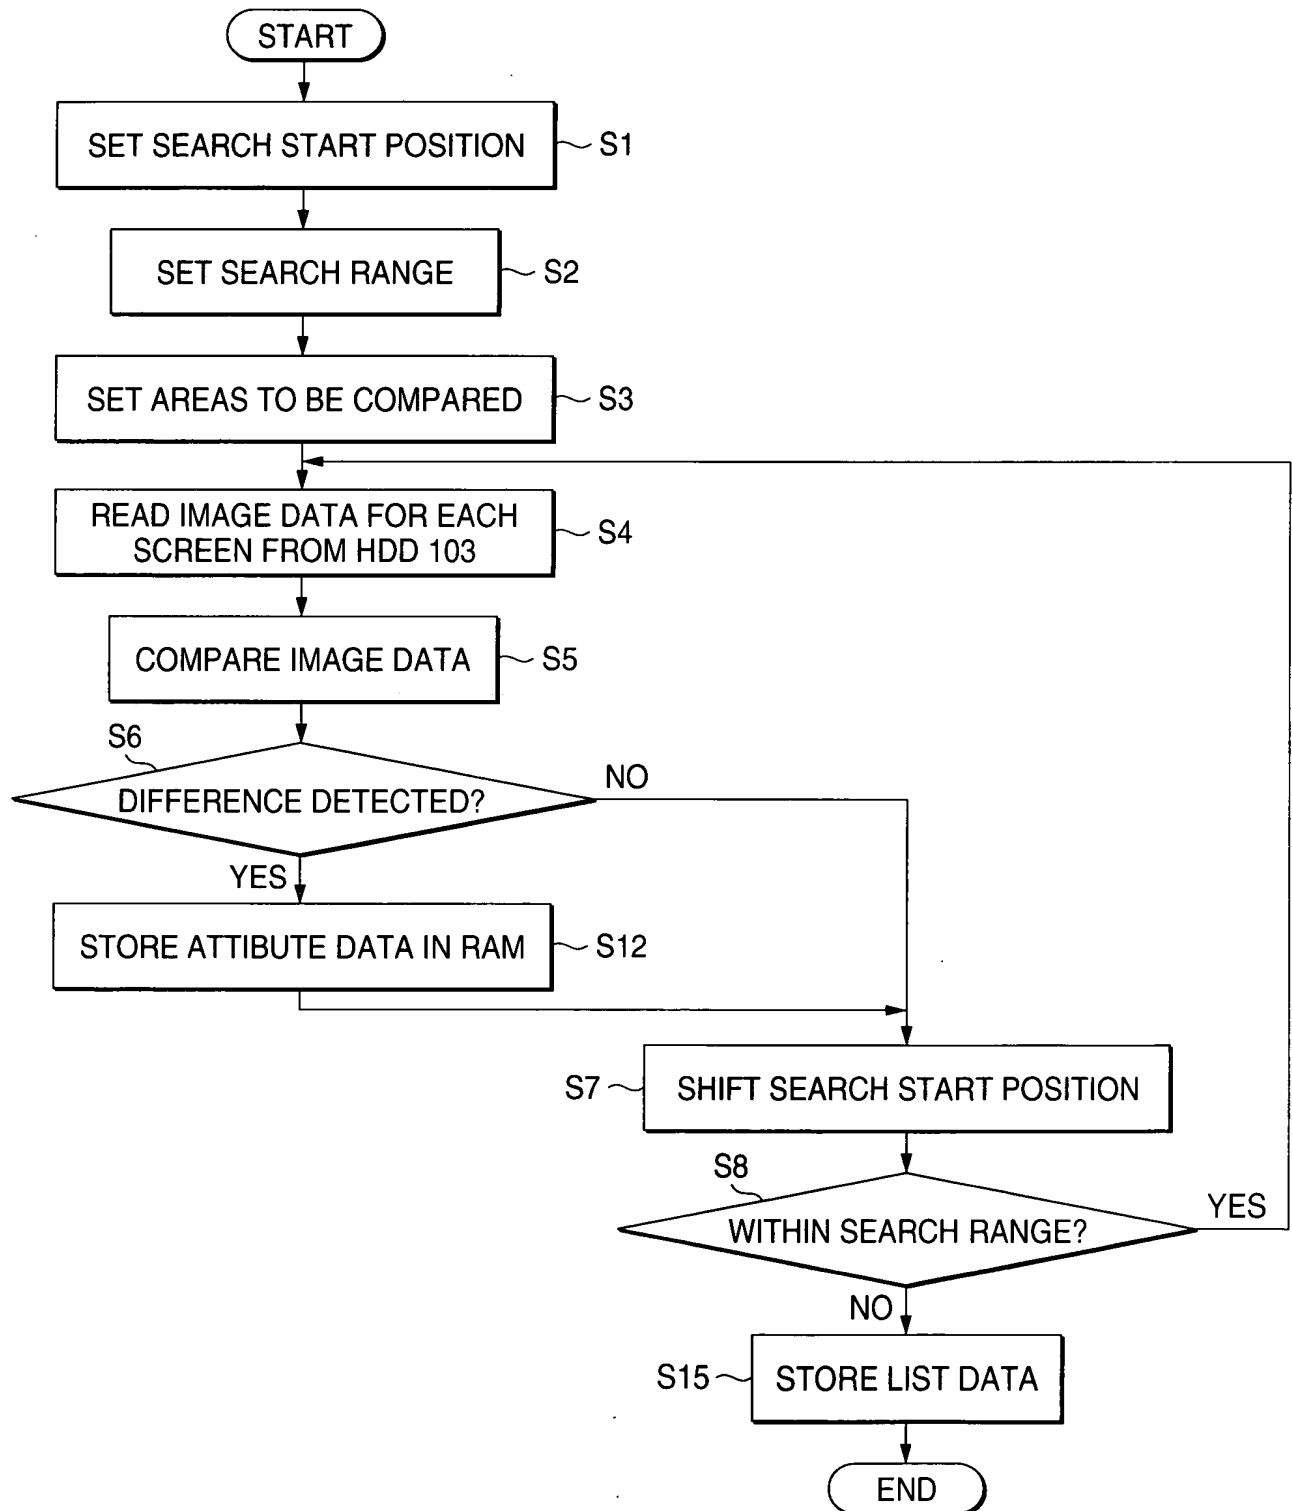 START
SET SEARCH START POSITION
S1
SET SEARCH RANGE
S2
SET AREAS TO BE COMPARED
S3
READ IMAGE DATA FOR EACH
SCREEN FROM HDD 103
S4
COMPARE IMAGE DATA
S5
S6
DIFFERENCE DETECTED?
NO
YES
STORE ATTIBUTE DATA IN RAM
S12
S7
SHIFT SEARCH START POSITION
S8
WITHIN SEARCH RANGE?
YES
NO
S15
STORE LIST DATA
END